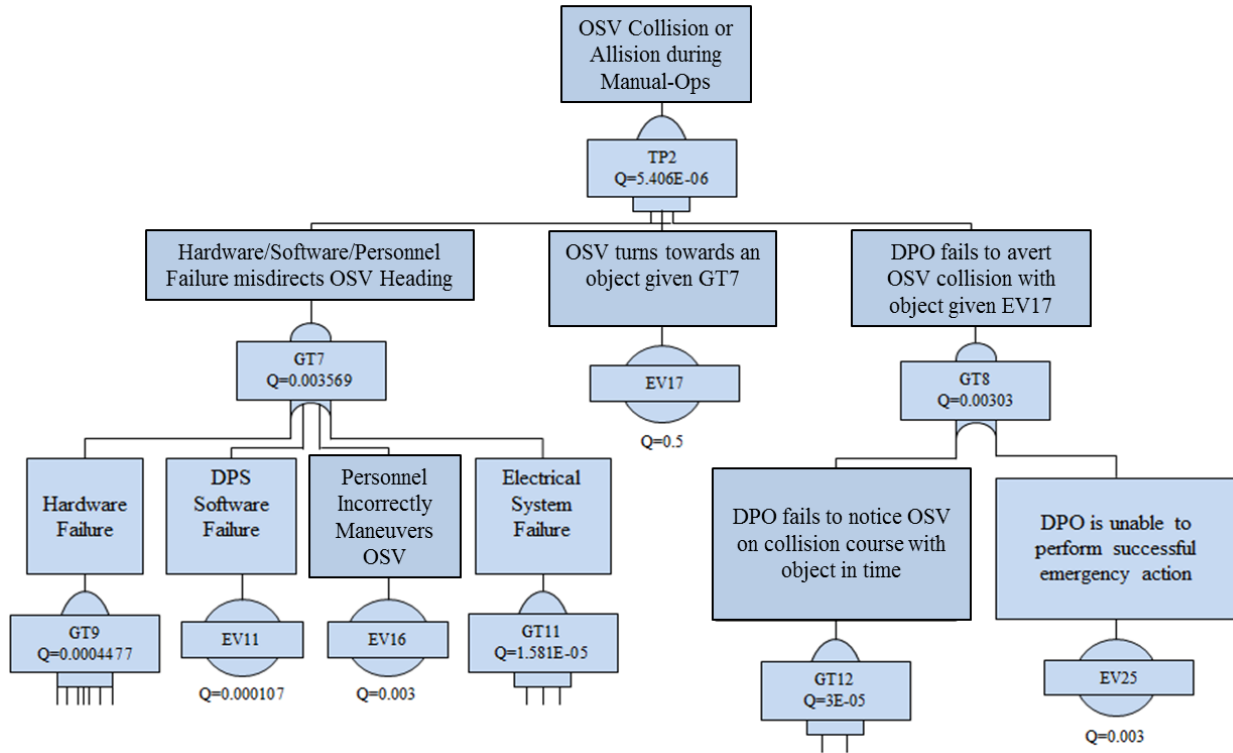 OSV Collision or
Allision during
Manual-Ops
TP2
Q=5.406E-06
Hardware/Software/Personnel
Failure misdirects OSV Heading
OSV turns towards an
object given GT7
DPO fails to avert
OSV collision with
object given EV17
GT7
Q=0.003569
EV17
Q=0.5
GT8
Q=0.00303
Hardware
Failure
DPS
Software
Failure
Personnel
Incorrectly
Maneuvers
OSV
Electrical
System
Failure
DPO fails to notice OSV
on collision course with
object in time
DPO is unable to
perform successful
emergency action
GT9
Q=0.0004477
EV11
Q=0.000107
EV16
Q=0.003
GT11
Q=1.581E-05
GT12
Q=3E-05
EV25
Q=0.003